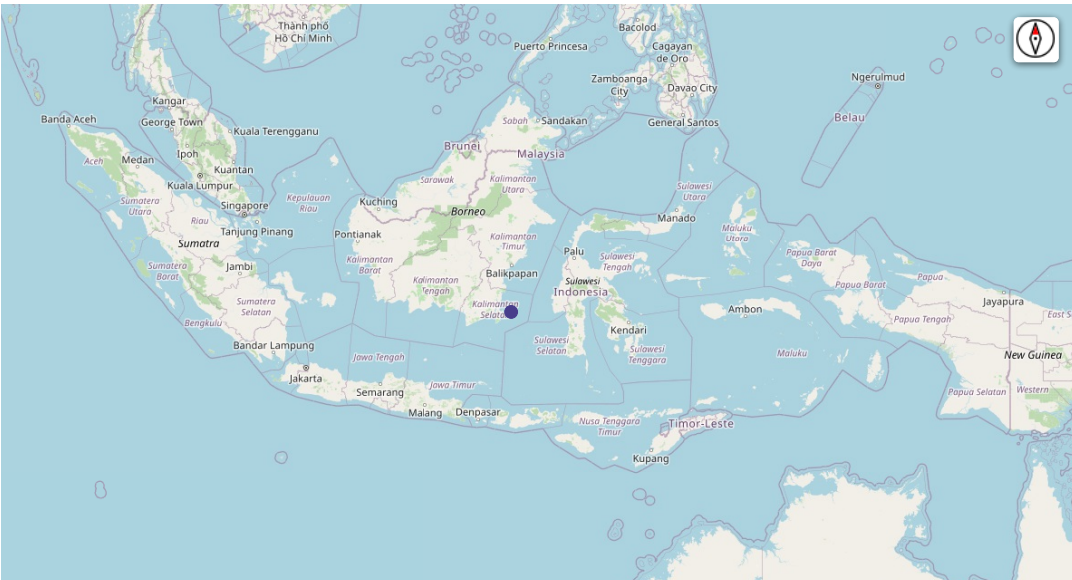 Thành phố
Hồ Chí Minh
Bacolod
Puerto Princesa
Cagayan
de Oro
Zamboanga
City
Davao City
Ngerulmud
Kangar
Banda Aceh
George Town
Kuala Terengganu
Sabah
Sandakan
General Santos
Belau
Brunei
Malaysia
Ipoh
Aceh
Medan
Kuantan
Kuala Lumpur
Sarawak
Kalimantan
Utara
Sulawesi
Utara
Sumatera
Utara
Kepulauan
Riau
Kuching
Singapore
Riau
Borneo
Manado
Tanjung Pinang
Pontianak
Maluku
Utara
Sumatra
Kalimantan
Timur
Palu
Papua Barat
Daya
Jambi
Sumatera
Barat
Kalimantan
Barat
Balikpapan
Sulawesi
Tengah
Papua
Kalimantan
Tengah
Sulawesi
Indonesia
Papua Barat
Sumatera
Selatan
Kalimantan
Jayapura
Ambon
Bengkulu
Papua Tengah
Kendari
Bandar Lampung
Sulawesi
Selatan
Sulawesi
Tenggara
Maluku
New Guinea
Jawa Tengah
Jakarta
Jawa Timur
Semarang
Papua Selatan
Western
Malang
Denpasar
Nusa Tenggara
Timur
Timor-Leste
Kupang